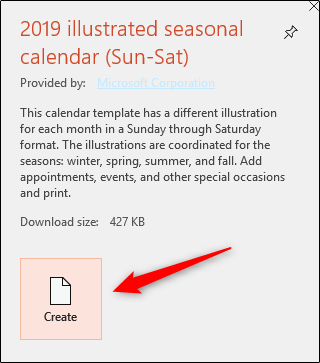 2019 illustrated seasonal
calendar (Sun-Sat)
Provided by: Microsoft Corporation
This calendar template has a different illustration
for each month in a Sunday through Saturday
format. The illustrations are coordinated for the
seasons: winter, spring, summer, and fall. Add
appointments, events, and other special occasions
and print.
Download size: 427 KB
Create